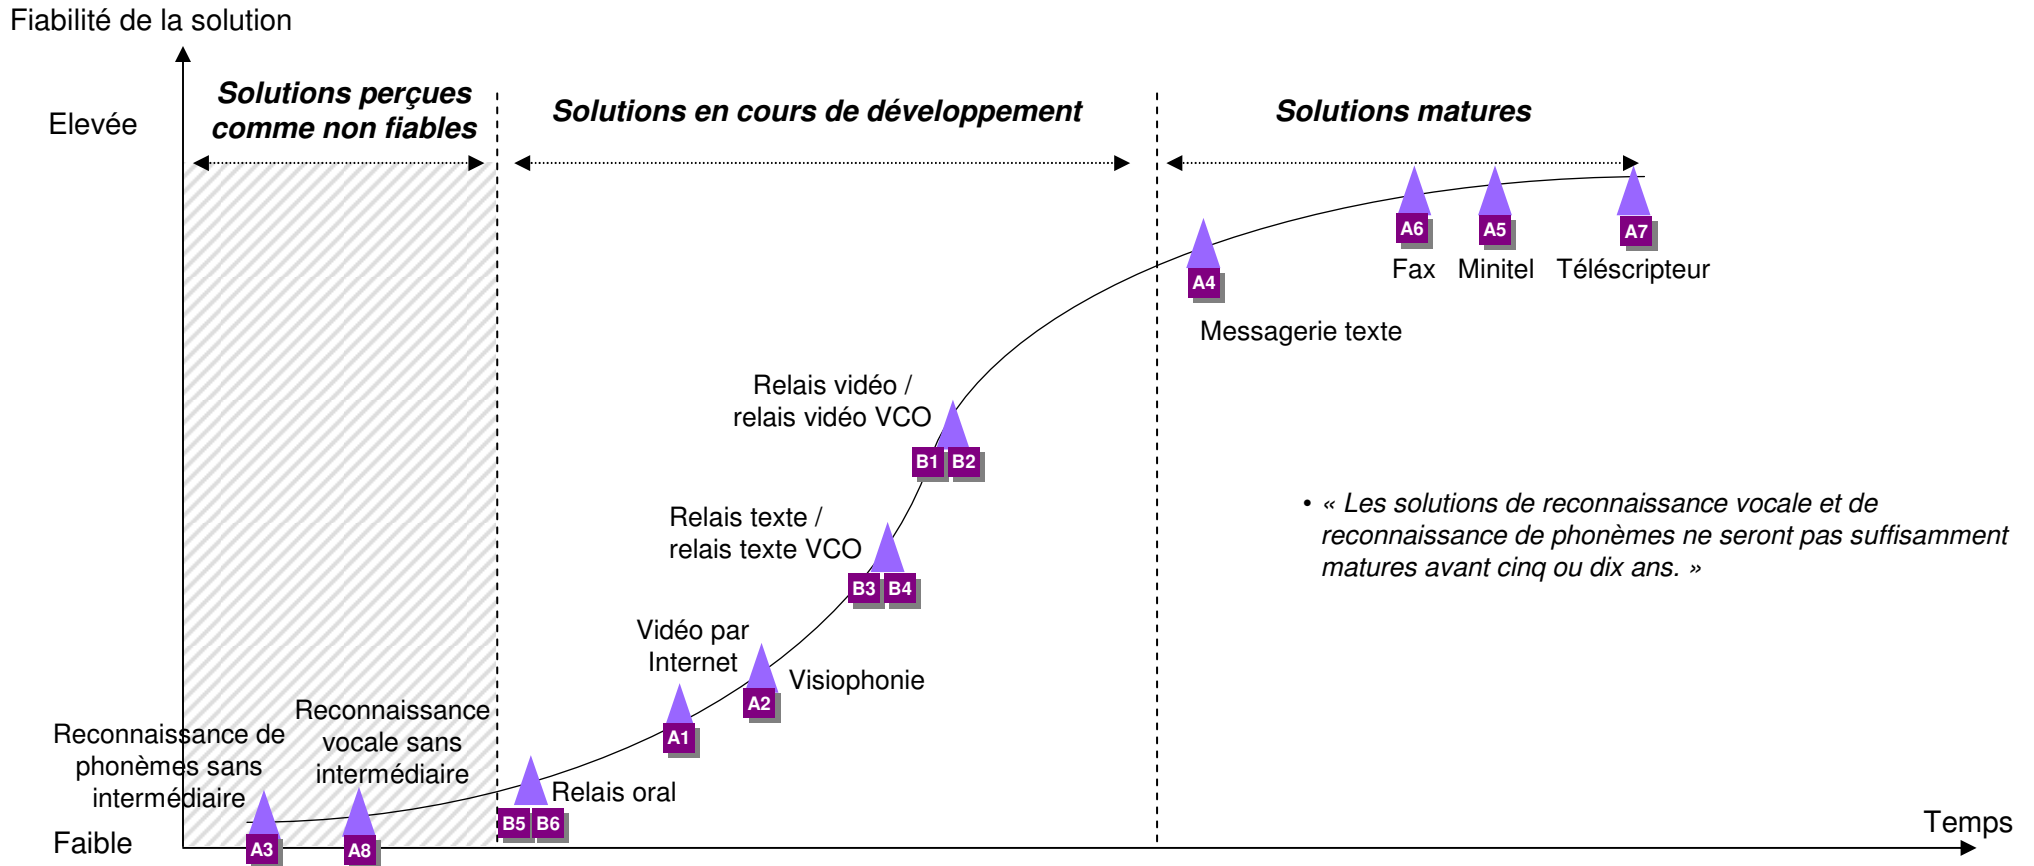 Fiabilité de la solution
Elevée
Solutions perçues
comme non fiables
Solutions en cours de développement
Solutions matures
A6
A5
A7
Fax
Minitel
Téléscripteur
A4
Messagerie texte
Relais vidéo /
relais vidéo VCO
B1
B2
Relais texte /
relais texte VCO
B3
B4
• « Les solutions de reconnaissance vocale et de
reconnaissance de phonèmes ne seront pas suffisamment
matures avant cinq ou dix ans. »
Vidéo par
Internet
Visiophonie
A2
A1
Reconnaissance de
phonèmes sans
intermédiaire
Reconnaissance
vocale sans
intermédiaire
Relais oral
B5
B6
A3
A8
Faible
Temps